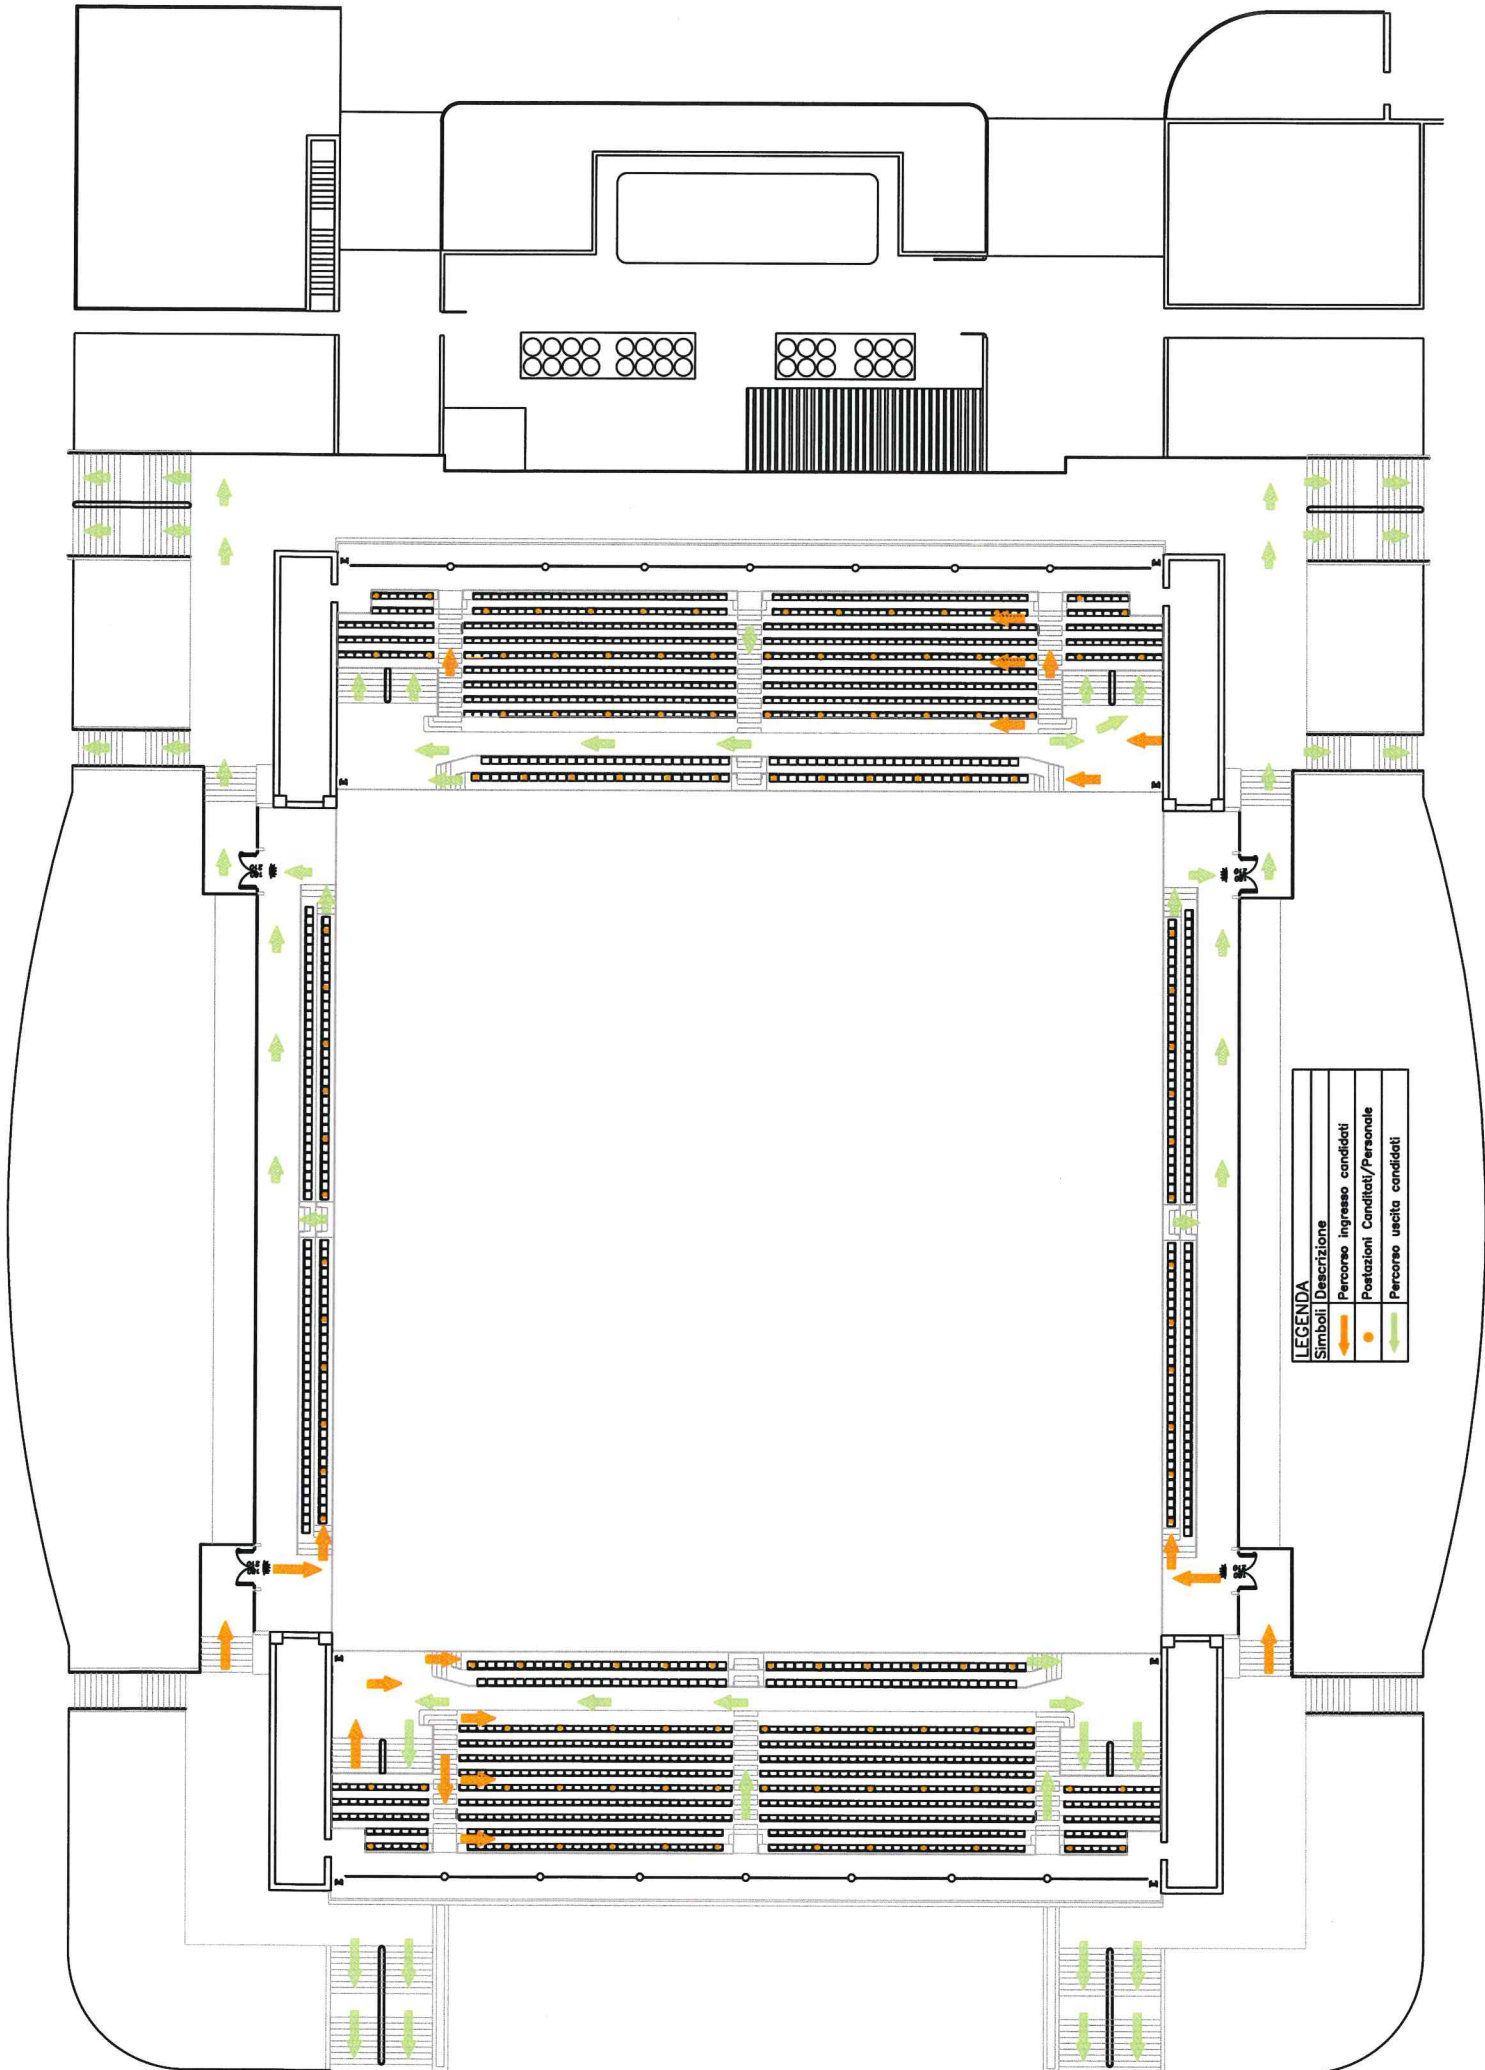 LEGENDA
Simboli Descrizione
Percorso ingresso candidati
Postazioni Canditati/Personale
Percorso uscita candidati